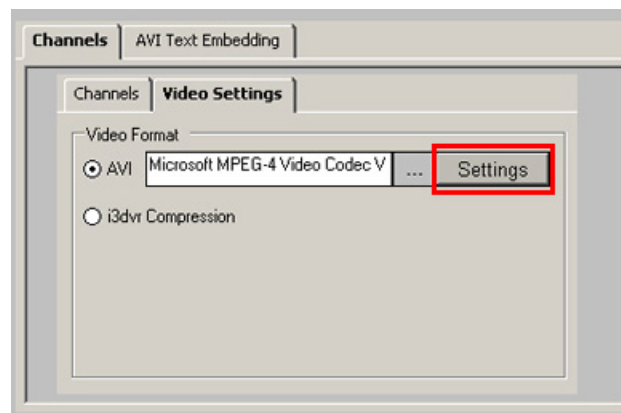 Channels AVI Text Embedding
Channels Video Settings
Video Format
AVI Microsoft MPEG-4 Video Codec V ... Settings
i3dvr Compression